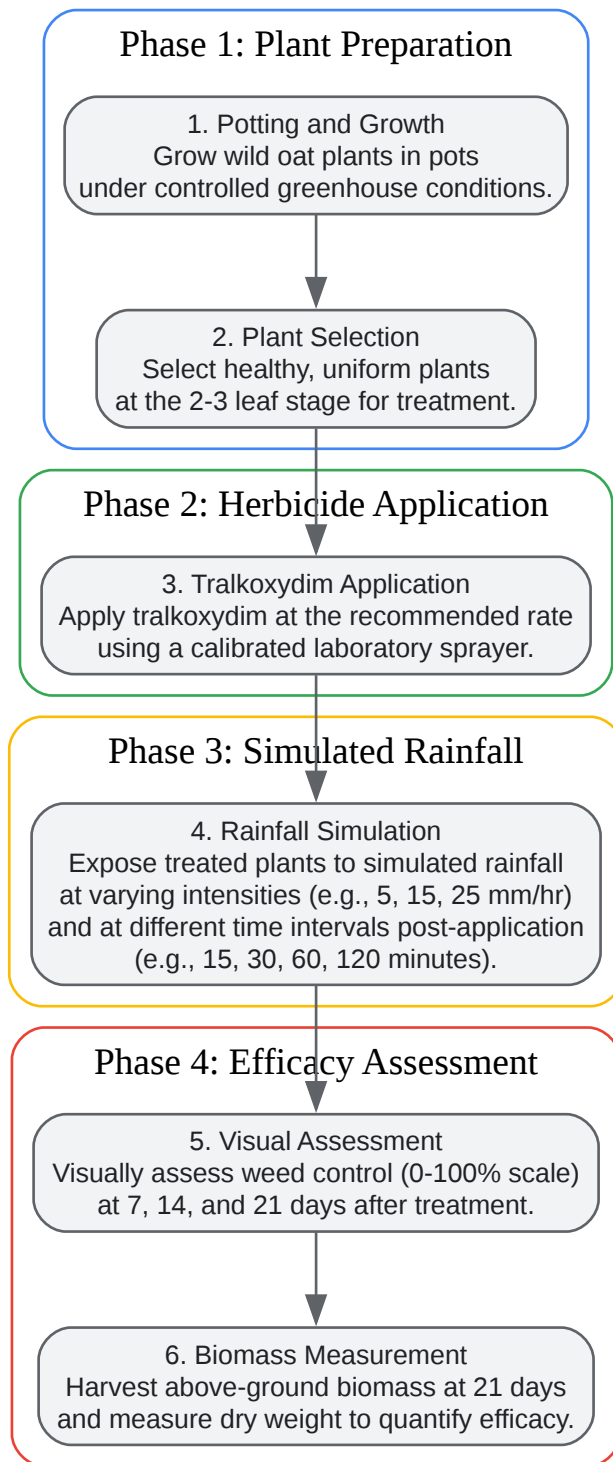 Phase 1: Plant Preparation
1. Potting and Growth
Grow wild oat plants in pots
under controlled greenhouse conditions.
2. Plant Selection
Select healthy, uniform plants
at the 2-3 leaf stage for treatment.
Phase 2: Herbicide Application
3. Tralkoxydim Application
Apply tralkoxydim at the recommended rate
using a calibrated laboratory sprayer.
Phase 3: Simulated Rainfall
4. Rainfall Simulation
Expose treated plants to simulated rainfall
at varying intensities (e.g., 5, 15, 25 mm/hr)
and at different time intervals post-application
(e.g., 15, 30, 60, 120 minutes).
Phase 4: Efficacy Assessment
5. Visual Assessment
Visually assess weed control (0-100% scale)
at 7, 14, and 21 days after treatment.
6. Biomass Measurement
Harvest above-ground biomass at 21 days
and measure dry weight to quantify efficacy.